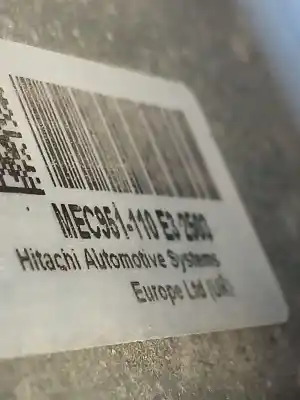 MEC951-110 E3 2503
Hitachi Automotive Systems
Europe Ltd (UK)